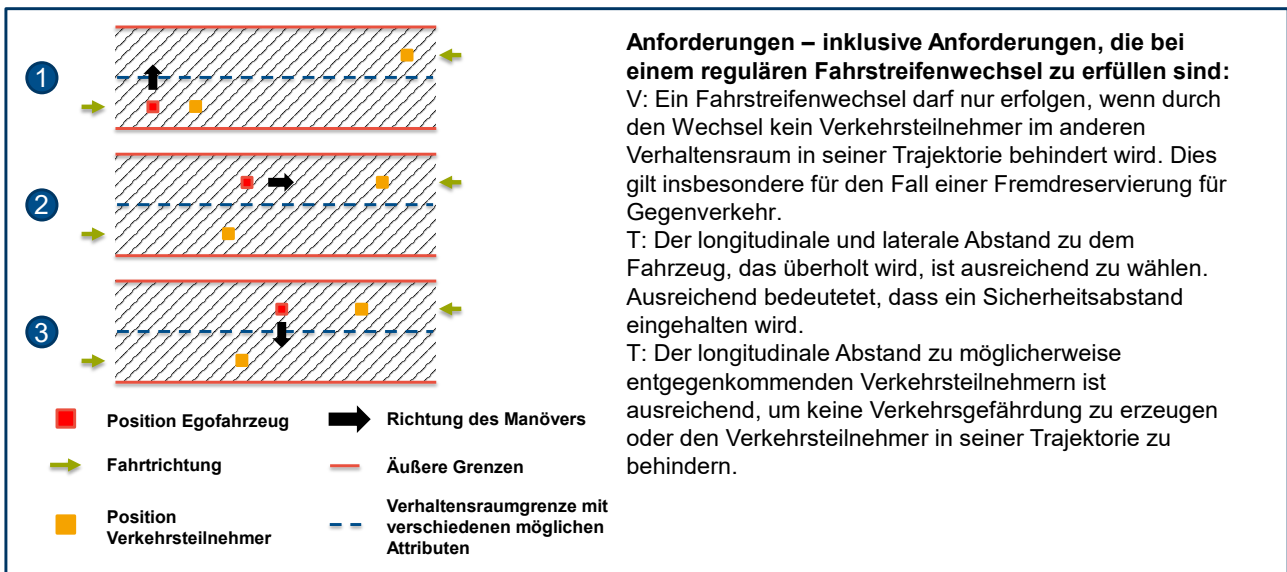 1
2
3
Position Egofahrzeug
Richtung des Manövers
Fahrtrichtung
Äußere Grenzen
Position
Verkehrsteilnehmer
Verhaltensraumgrenze mit
verschiedenen möglichen
Attributen
Anforderungen – inklusive Anforderungen, die bei
einem regulären Fahrstreifenwechsel zu erfüllen sind:
V: Ein Fahrstreifenwechsel darf nur erfolgen, wenn durch
den Wechsel kein Verkehrsteilnehmer im anderen
Verhaltensraum in seiner Trajektorie behindert wird. Dies
gilt insbesondere für den Fall einer Fremdreservierung für
Gegenverkehr.
T: Der longitudinale und laterale Abstand zu dem
Fahrzeug, das überholt wird, ist ausreichend zu wählen.
Ausreichend bedeutetet, dass ein Sicherheitsabstand
eingehalten wird.
T: Der longitudinale Abstand zu möglicherweise
entgegenkommenden Verkehrsteilnehmern ist
ausreichend, um keine Verkehrsgefährdung zu erzeugen
oder den Verkehrsteilnehmer in seiner Trajektorie zu
behindern.